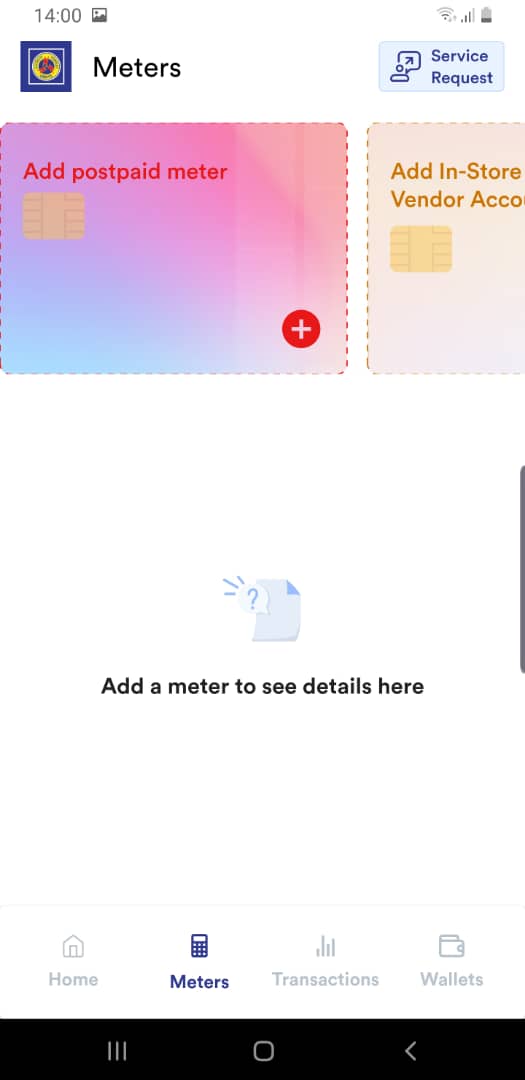 14:00
Meters
Service
Request
Add postpaid meter
Add In-Store
Vendor Acco
?
Add a meter to see details here
Home
Meters
Transactions
Wallets